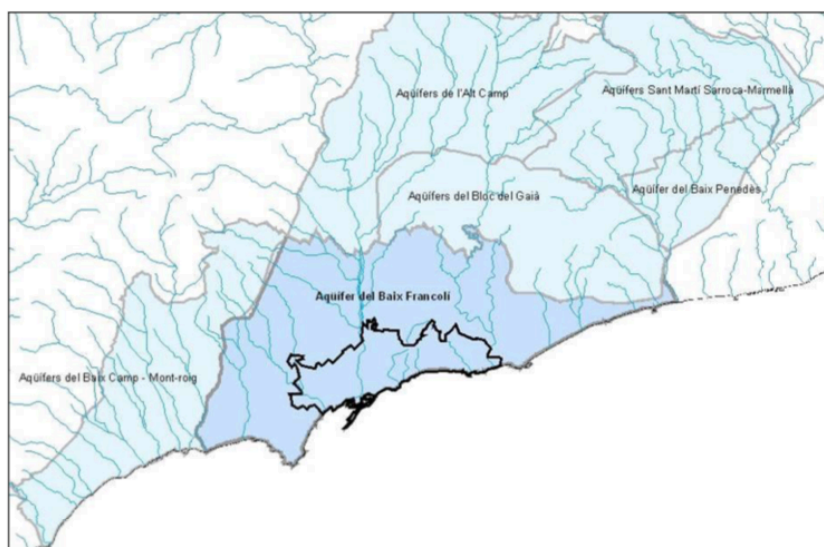 Aqüífers de l'Alt Camp
Aqüífers Sant Martí Sarroca-Marmellà
Aqüífers del Bloc del Gaià
Aqüífer del Baix Penedès
Aqüífer del Baix Francolí
Aqüífers del Baix Camp - Mont-roig